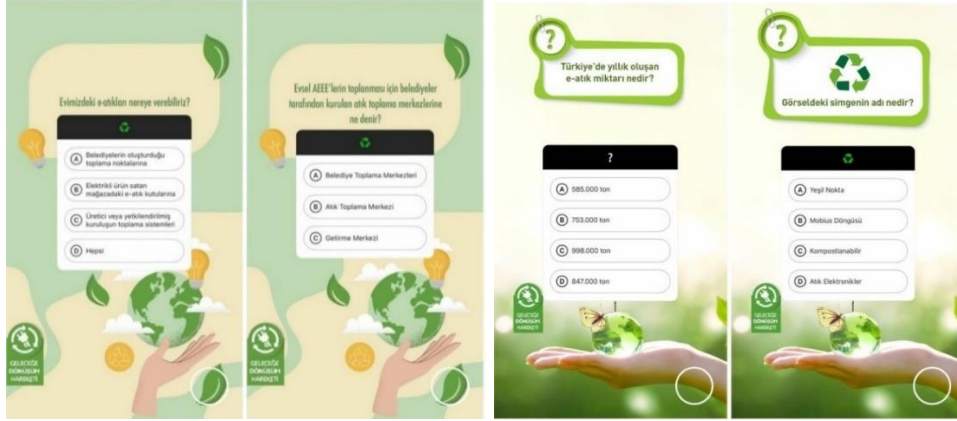 Evimizdeki e-atıkları nereye verebiliriz?
A Belediyelerin oluşturduğu
toplama noktalarına
B Elektrikli ürün satan
mağazadaki e-atık kutularına
C Üretici veya yetkilendirilmiş
kuruluşun toplama sistemleri
D Hepsi
GELECEĞE
DÖNÜŞÜM
HAREKETİ
Evsel AEEE'lerin toplanması için belediyeler
tarafından kurulan atık toplama merkezlerine
ne denir?
A Belediye Toplama Merkezleri
B Atık Toplama Merkezi
C Getirme Merkezi
GELECEĞE
DÖNÜŞÜM
HAREKETİ
?
Türkiye'de yıllık oluşan
e-atık miktarı nedir?
?
A 585.000 ton
B 753.000 ton
C 998.000 ton
D 847.000 ton
GELECEĞE
DÖNÜŞÜM
HAREKETİ
?
Görseldeki simgenin adı nedir?
A Yeşil Nokta
B Mobius Döngüsü
C Kompostlanabilir
D Atık Elektronikler
GELECEĞE
DÖNÜŞÜM
HAREKETİ